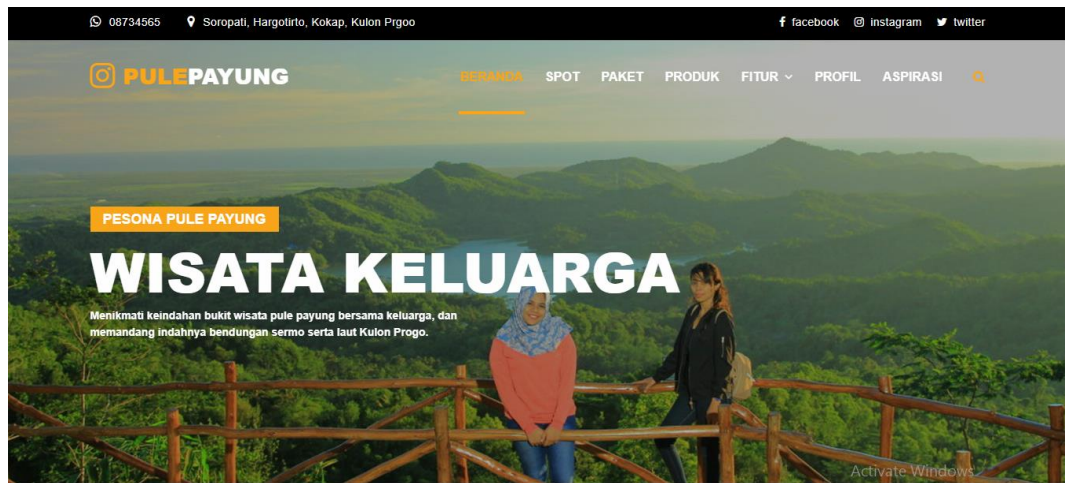 08734565 Soropati, Hargotirto, Kokap, Kulon Prgoo facebook instagram twitter
PULEPAYUNG BERANDA SPOT PAKET PRODUK FITUR PROFIL ASPIRASI
PESONA PULE PAYUNG
WISATA KELUARGA
Menikmati keindahan bukit wisata pule payung bersama keluarga, dan
memandang indahnya bendungan sermo serta laut Kulon Progo.
Activate Windows